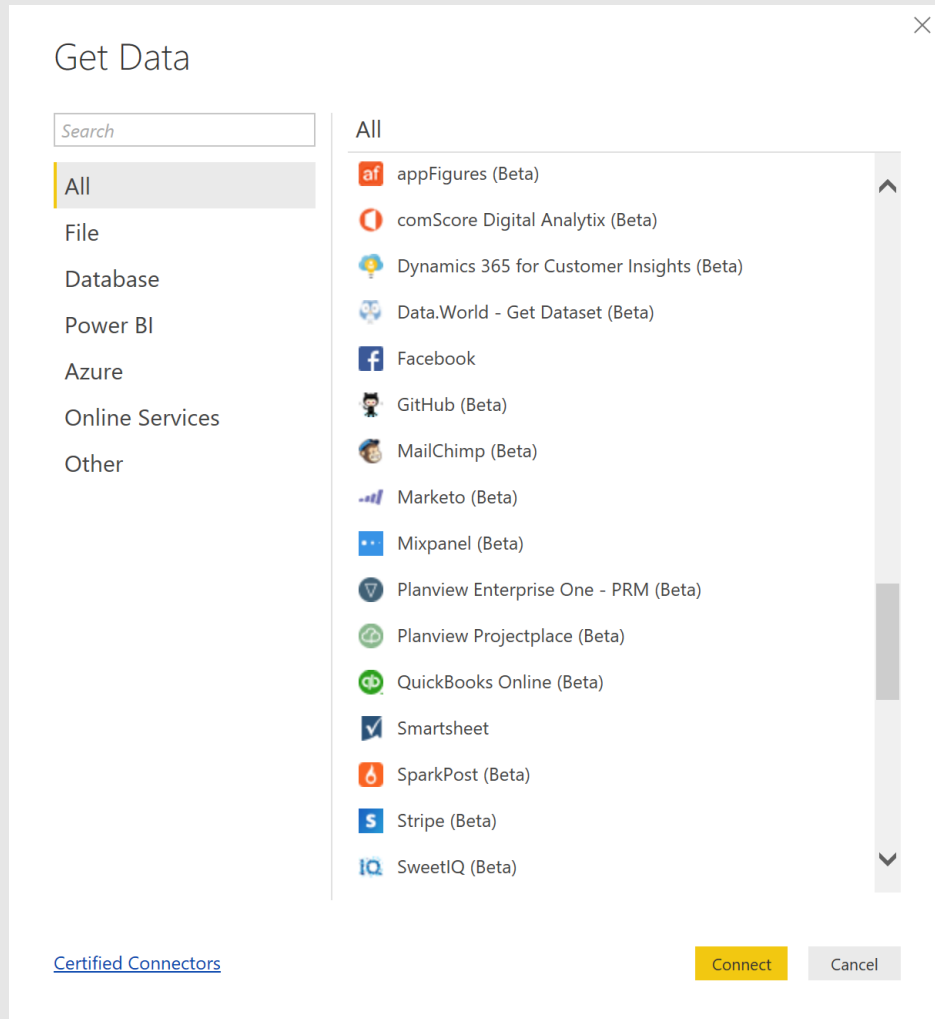 Get Data
Search
All
File
Database
Power BI
Azure
Online Services
Other
All
af appFigures (Beta)
comScore Digital Analytix (Beta)
Dynamics 365 for Customer Insights (Beta)
Data.World - Get Dataset (Beta)
f Facebook
GitHub (Beta)
MailChimp (Beta)
Marketo (Beta)
Mixpanel (Beta)
Planview Enterprise One - PRM (Beta)
Planview Projectplace (Beta)
qb QuickBooks Online (Beta)
Smartsheet
SparkPost (Beta)
S Stripe (Beta)
IQ SweetIQ (Beta)
Certified Connectors
Connect
Cancel